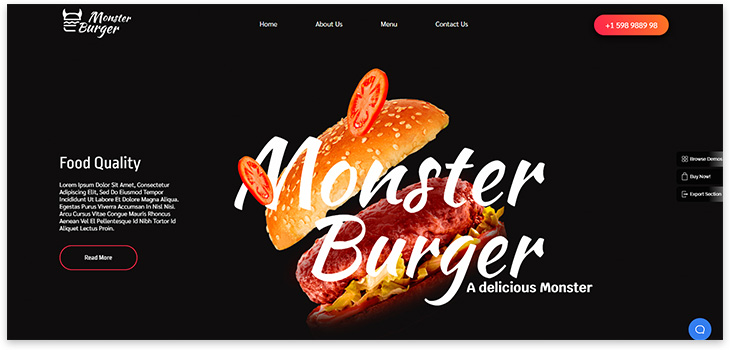 Monster
Burger
Home
About Us
Menu
Contact Us
+1 598 9889 98
Food Quality
Lorem Ipsum Dolor Sit Amet, Consectetur
Adipiscing Elit, Sed Do Eiusmod Tempor
Incididunt Ut Labore Et Dolore Magna Aliqua.
Egestas Purus Viverra Accumsan In Nisl Nisi.
Arcu Cursus Vitae Congue Mauris Rhoncus
Aenean Vel Et Pellentesque Id Nibh Tortor Id
Aliquet Lectus Proin.
Read More
Monster
Burger
A delicious Monster
Browse Demos
Buy Now!
Export Section